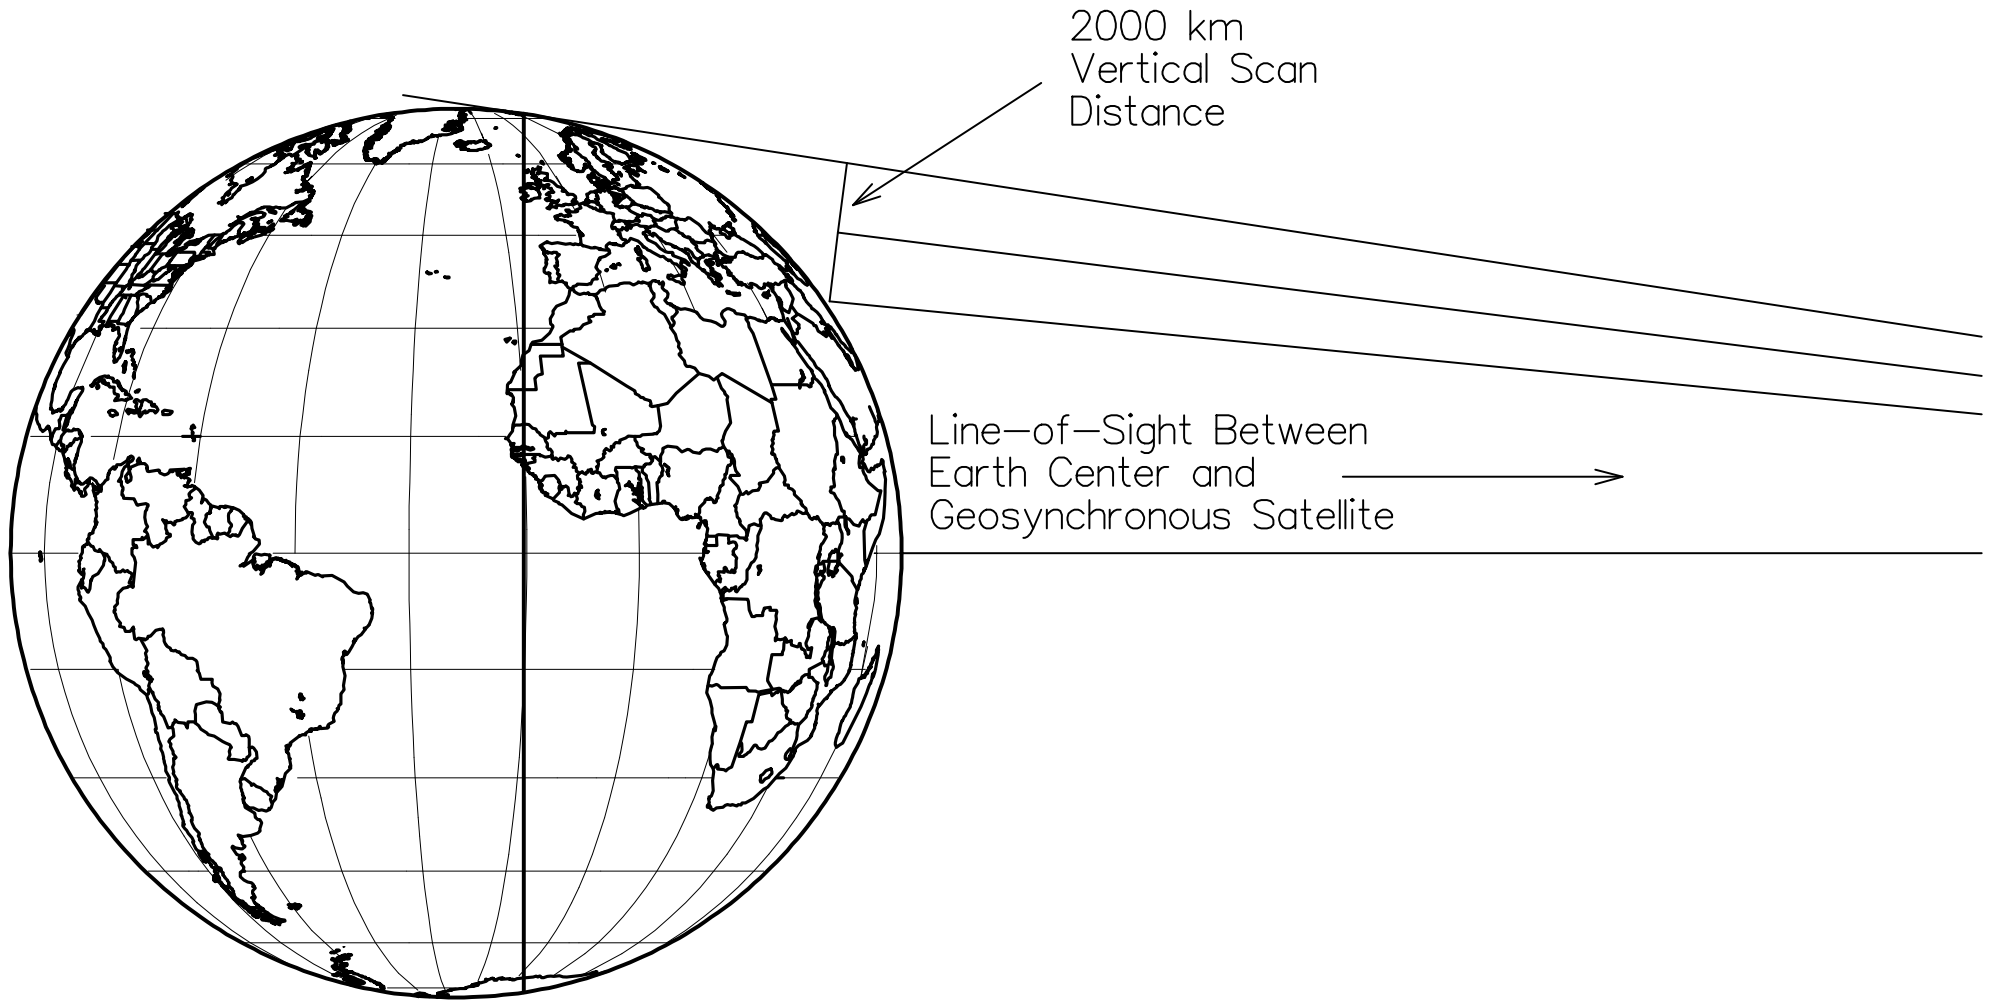 2000 km
Vertical Scan
Distance
Line-of-Sight Between
Earth Center and
Geosynchronous Satellite